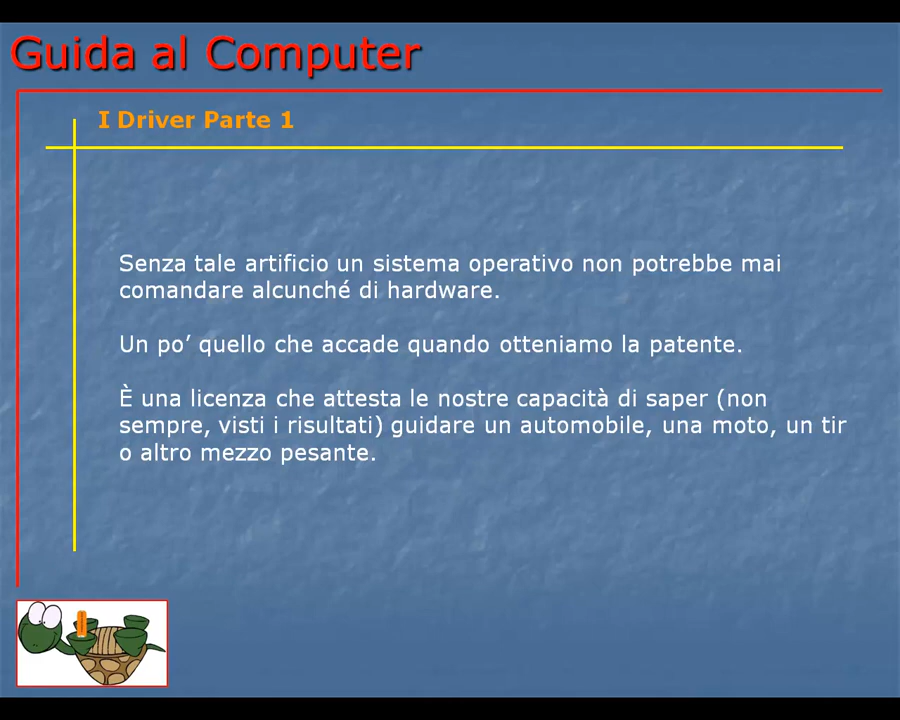 Guida al Computer
I Driver Parte 1
Senza tale artificio un sistema operativo non potrebbe mai
comandare alcunché di hardware.
Un po’ quello che accade quando otteniamo la patente.
È una licenza che attesta le nostre capacità di saper (non
sempre, visti i risultati) guidare un automobile, una moto, un tir
o altro mezzo pesante.